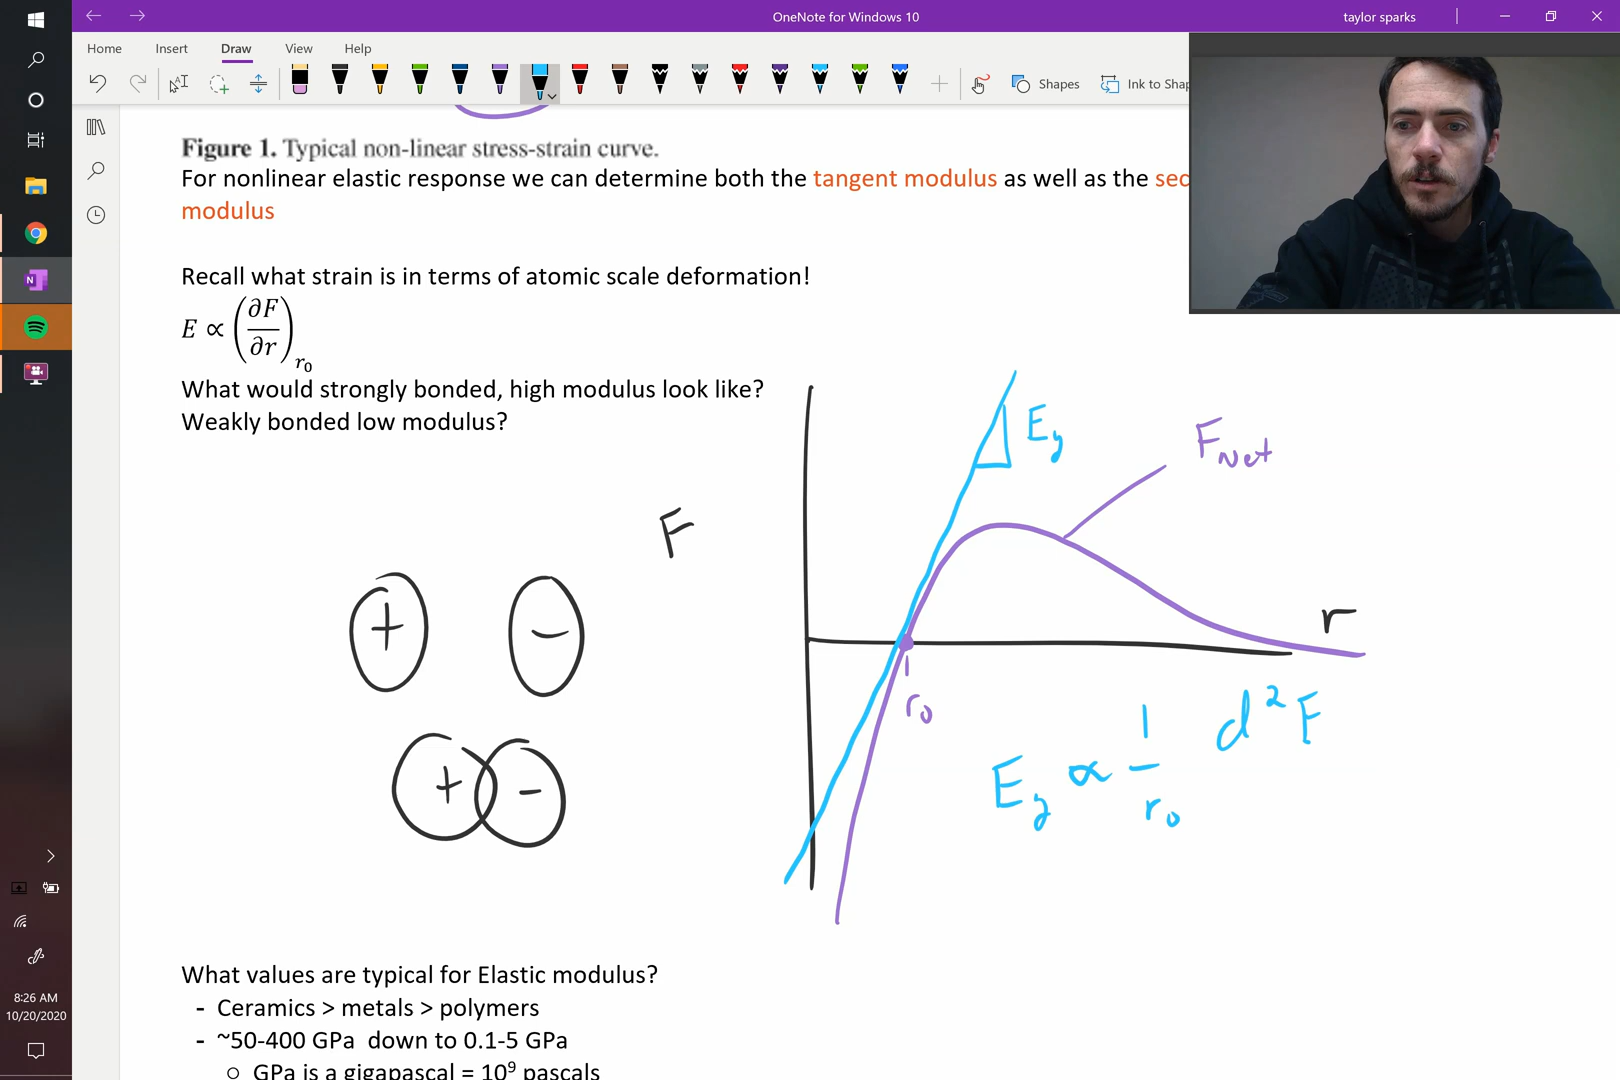 OneNote for Windows 10
taylor sparks
Home Insert Draw View Help
Shapes
Ink to Shap
Figure 1. Typical non-linear stress-strain curve.
For nonlinear elastic response we can determine both the tangent modulus as well as the sec
modulus
Recall what strain is in terms of atomic scale deformation!
E ∝ (∂F/∂r)r₀
What would strongly bonded, high modulus look like?
Weakly bonded low modulus?
Ey
FNet
F
r
+ −
r₀
+ -
Ey ∝ 1/r₀ d²F
What values are typical for Elastic modulus?
- Ceramics > metals > polymers
- ~50-400 GPa down to 0.1-5 GPa
○ GPa is a gigapascal = 10⁹ pascals
8:26 AM
10/20/2020